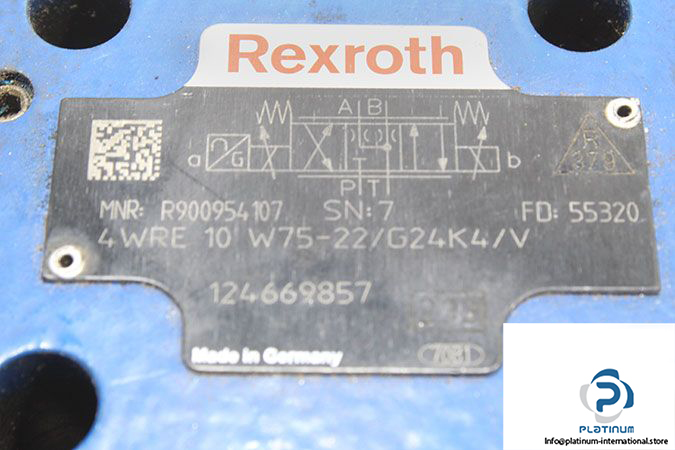 Rexroth
A B
a G b
T
P T
R
379
MNR: R900954107 SN: 7 FD: 55320
4WRE 10 W75-22/G24K4/V
124669857
Made in Germany
PLATINUM
info@platinum-international.store